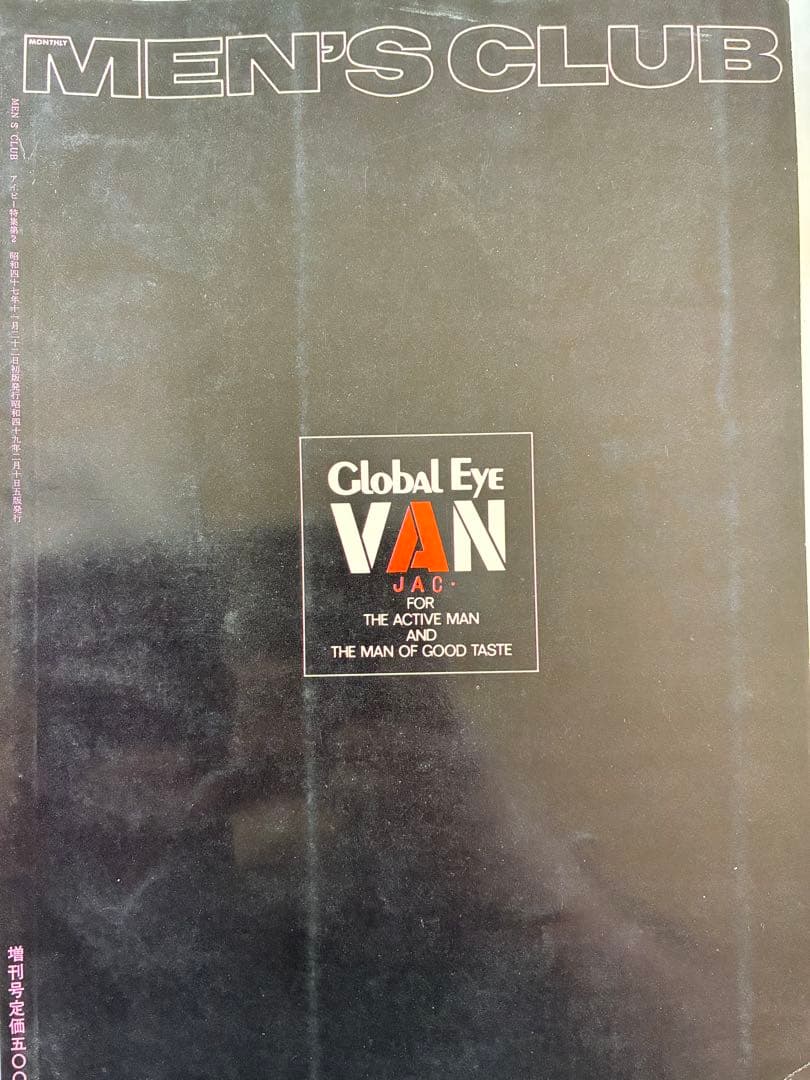 MONTHLY
MEN'S CLUB
MEN'S CLUB アイビー特集第2 昭和四十七年十一月二十二日初版発行昭和四十九年二月十日五版発行
Global Eye
VAN
JAC.
FOR
THE ACTIVE MAN
AND
THE MAN OF GOOD TASTE
増刊号定価五〇〇